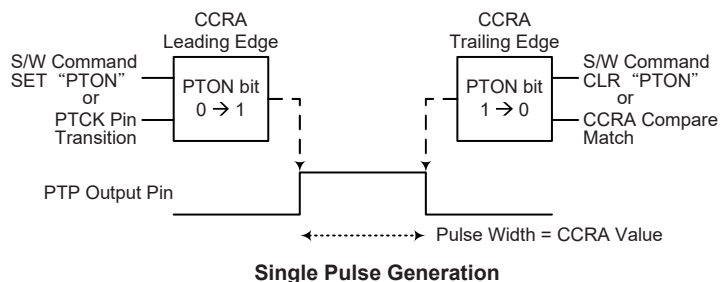 CCRA
Leading Edge
S/W Command
SET “PTON”
or
PTCK Pin
Transition
PTON bit
0 → 1
CCRA
Trailing Edge
PTON bit
1 → 0
S/W Command
CLR “PTON”
or
CCRA Compare
Match
PTP Output Pin
Pulse Width = CCRA Value
Single Pulse Generation